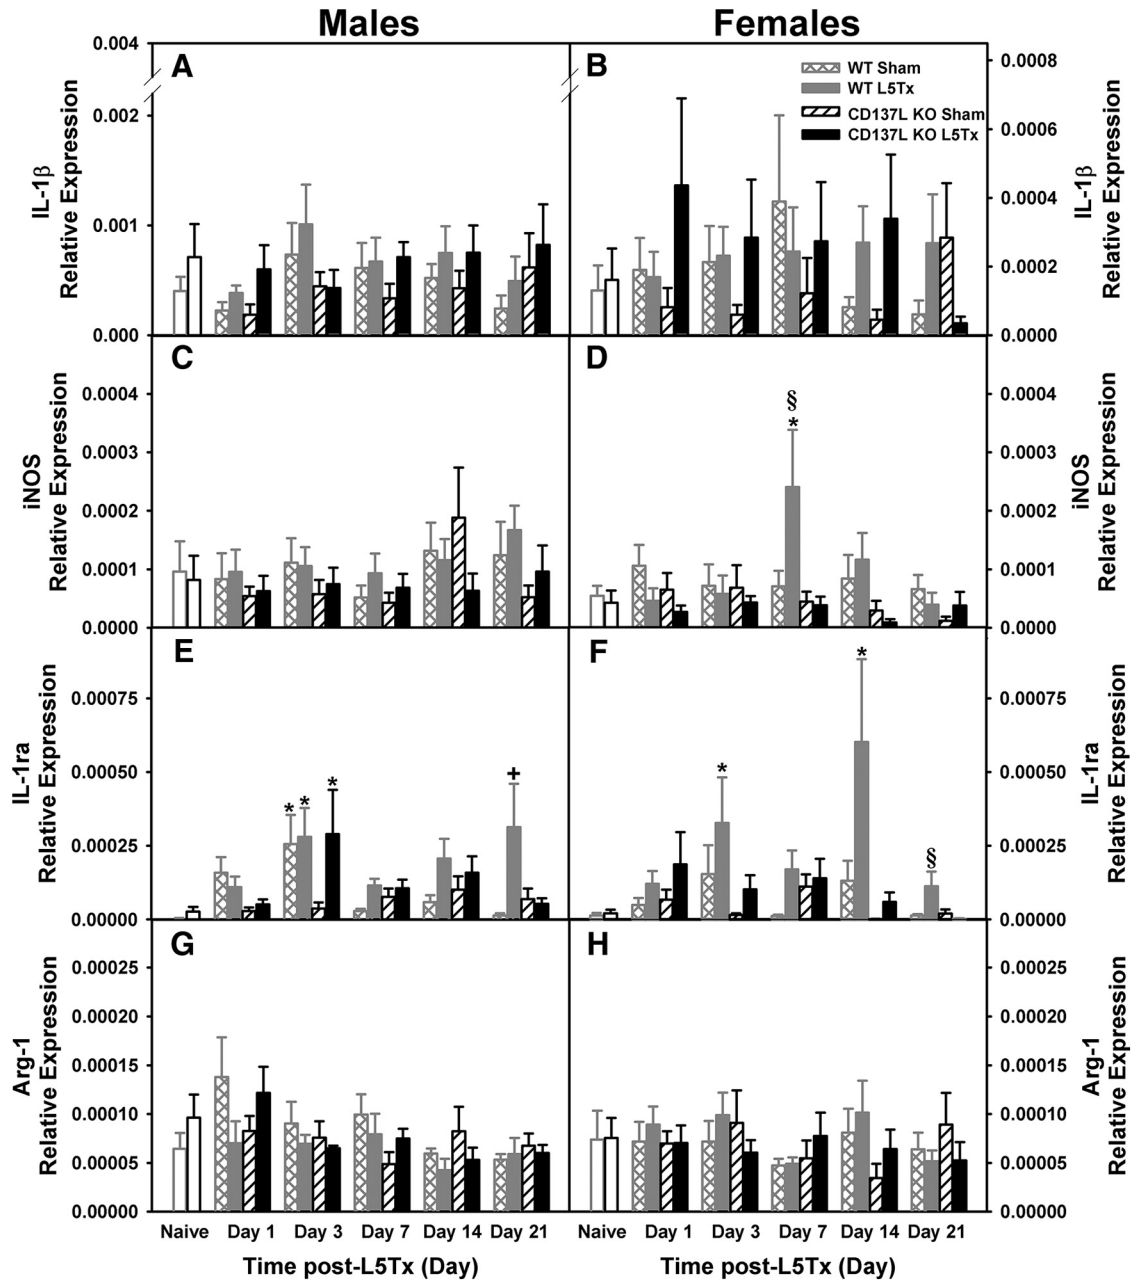 Males
Females
A
B
0.004
0.002
0.001
0.000
IL-1β
Relative Expression
WT Sham
WT L5Tx
CD137L KO Sham
CD137L KO L5Tx
0.0008
0.0006
0.0004
0.0002
0.0000
IL-1β
Relative Expression
C
D
0.0004
0.0003
0.0002
0.0001
0.0000
iNOS
Relative Expression
§
*
0.0004
0.0003
0.0002
0.0001
0.0000
iNOS
Relative Expression
E
F
0.00075
0.00050
0.00025
0.00000
IL-1ra
Relative Expression
* * *
+
*
*
§
0.00075
0.00050
0.00025
0.00000
IL-1ra
Relative Expression
G
H
0.00025
0.00020
0.00015
0.00010
0.00005
0.00000
Arg-1
Relative Expression
0.00025
0.00020
0.00015
0.00010
0.00005
0.00000
Arg-1
Relative Expression
Naive Day 1 Day 3 Day 7 Day 14 Day 21
Naive Day 1 Day 3 Day 7 Day 14 Day 21
Time post-L5Tx (Day)
Time post-L5Tx (Day)